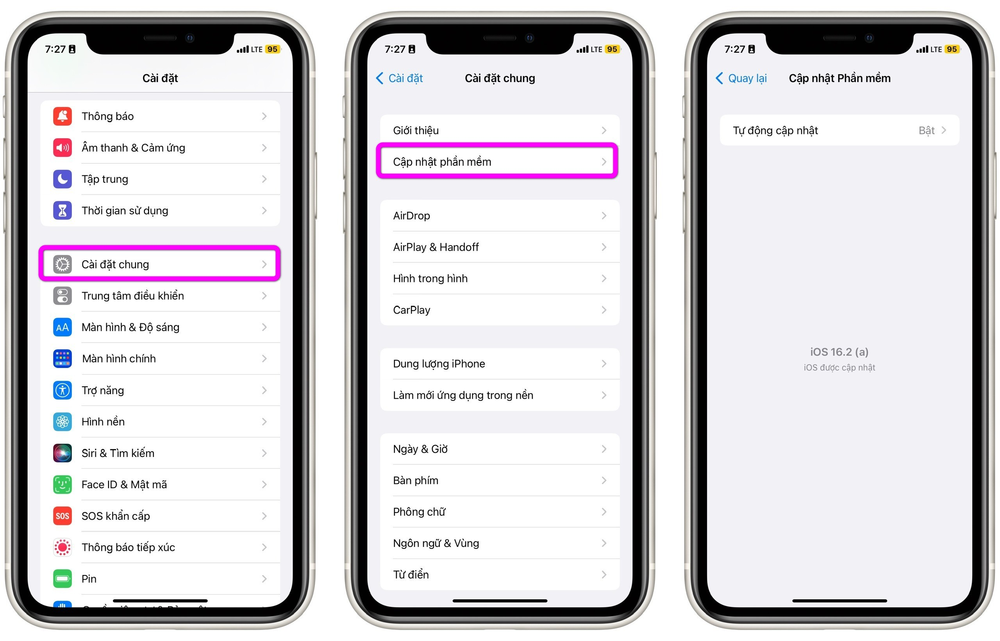 7:27
LTE 95
Cài đặt
Thông báo
Âm thanh & Cảm ứng
Tập trung
Thời gian sử dụng
Cài đặt chung
Trung tâm điều khiển
AA Màn hình & Độ sáng
Màn hình chính
Trợ năng
Hình nền
Siri & Tìm kiếm
Face ID & Mật mã
SOS SOS khẩn cấp
Thông báo tiếp xúc
Pin
7:27
LTE 95
Cài đặt
Cài đặt chung
Giới thiệu
Cập nhật phần mềm
AirDrop
AirPlay & Handoff
Hình trong hình
CarPlay
Dung lượng iPhone
Làm mới ứng dụng trong nền
Ngày & Giờ
Bàn phím
Phông chữ
Ngôn ngữ & Vùng
Từ điển
7:27
LTE 95
Quay lại
Cập nhật Phần mềm
Tự động cập nhật
Bật
iOS 16.2 (a)
iOS được cập nhật